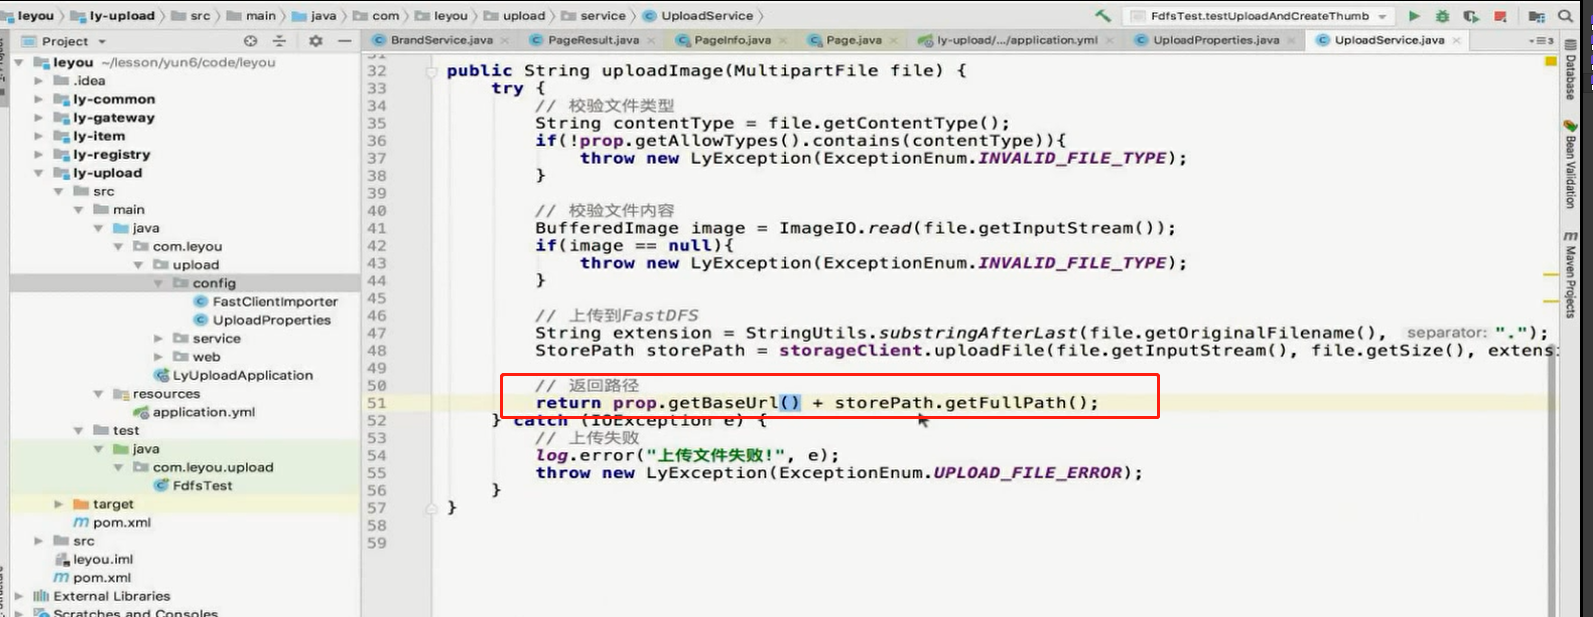 leyou ly-upload src main java com leyou upload service UploadService FdfsTest.testUploadAndCreateThumb
Project BrandService.java PageResult.java PageInfo.java Page.java ly-upload/.../application.yml UploadProperties.java UploadService.java
leyou ~/lesson/yun6/code/leyou
.idea
ly-common
ly-gateway
ly-item
ly-registry
ly-upload
src
main
java
com.leyou
upload
config
FastClientImporter
UploadProperties
service
web
LyUploadApplication
resources
application.yml
test
java
com.leyou.upload
FdfsTest
target
pom.xml
src
leyou.iml
pom.xml
External Libraries
Scratches and Consoles
32 public String uploadImage(MultipartFile file) {
33 try {
34 // 校验文件类型
35 String contentType = file.getContentType();
36 if(!prop.getAllowTypes().contains(contentType)){
37 throw new LyException(ExceptionEnum.INVALID_FILE_TYPE);
38 }
39
40 // 校验文件内容
41 BufferedImage image = ImageIO.read(file.getInputStream());
42 if(image == null){
43 throw new LyException(ExceptionEnum.INVALID_FILE_TYPE);
44 }
45
46 // 上传到FastDFS
47 String extension = StringUtils.substringAfterLast(file.getOriginalFilename(), separator: ".");
48 StorePath storePath = storageClient.uploadFile(file.getInputStream(), file.getSize(), extens
49
50 // 返回路径
51 return prop.getBaseUrl() + storePath.getFullPath();
52 } catch (IOException e) {
53 // 上传失败
54 log.error("上传文件失败!", e);
55 throw new LyException(ExceptionEnum.UPLOAD_FILE_ERROR);
56 }
57 }
58
59
Database
Bean Validation
Maven Projects